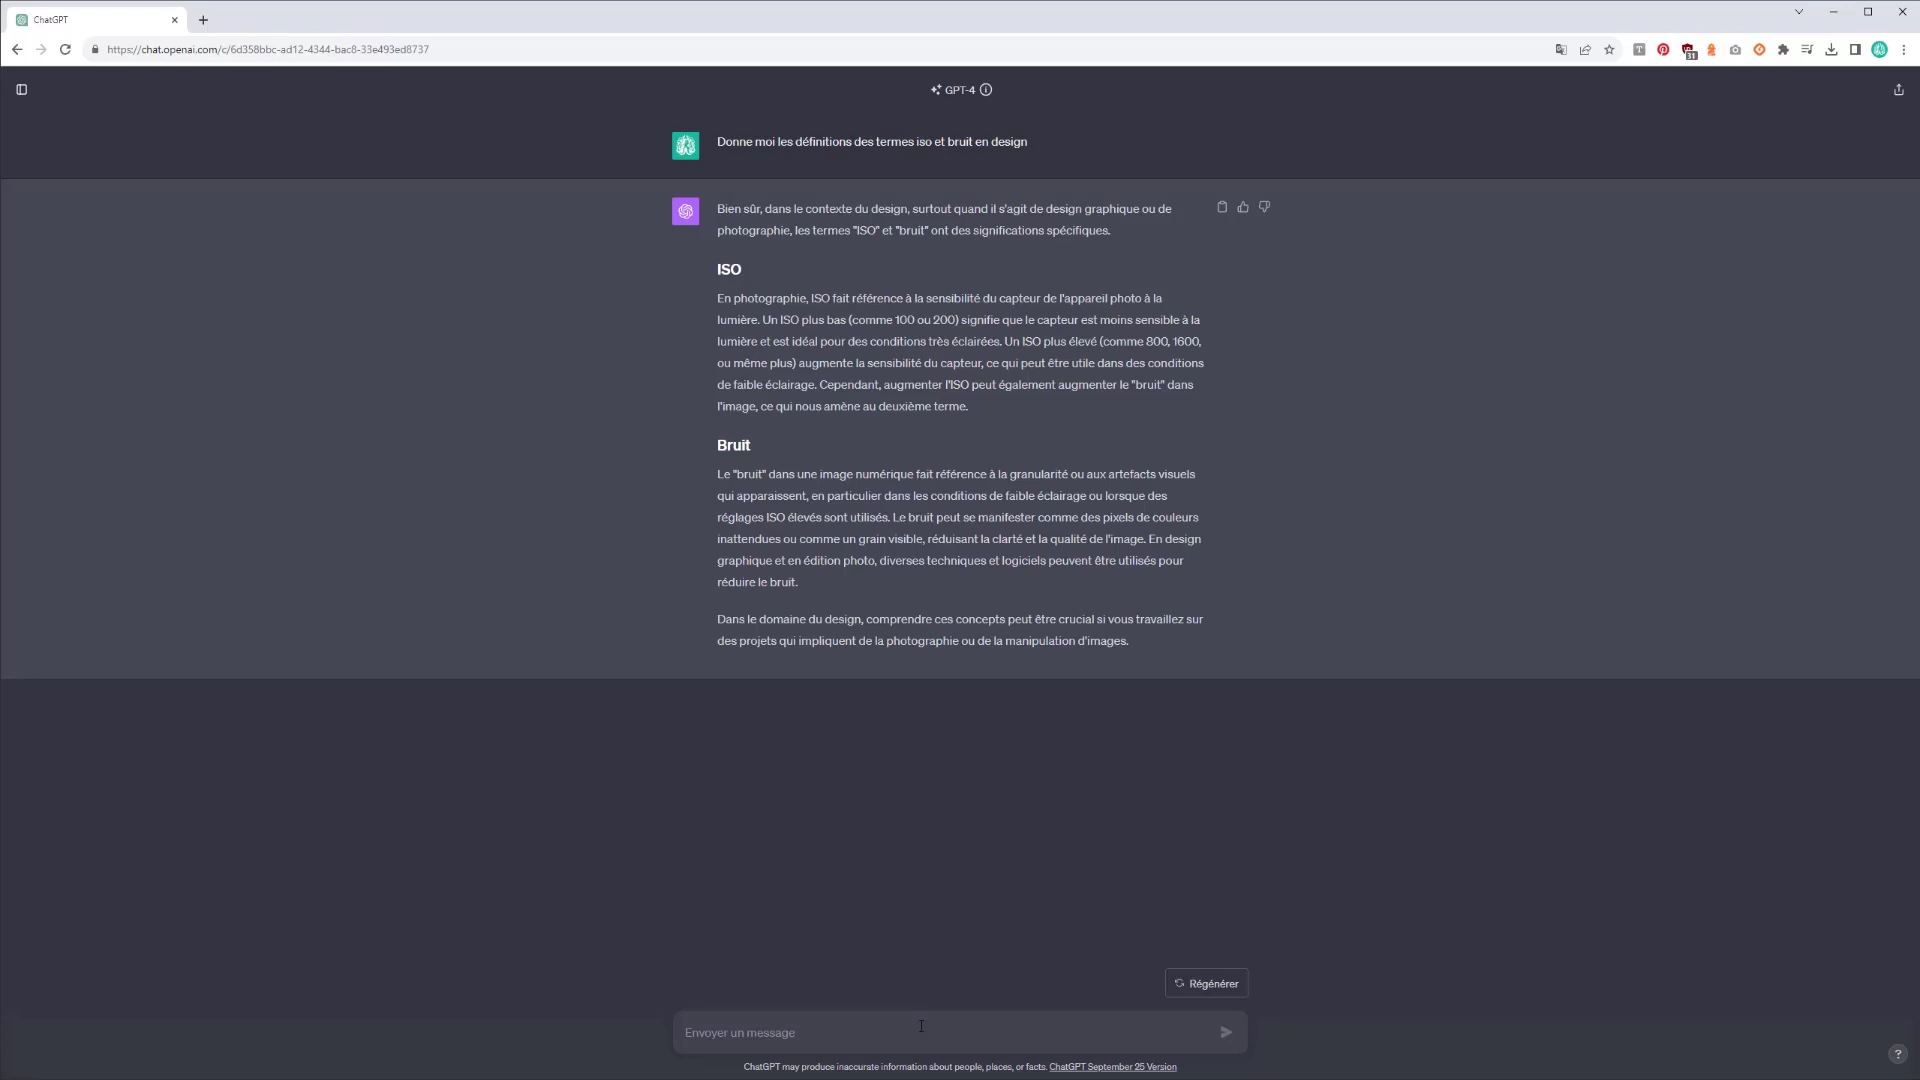 ChatGPT
https://chat.openai.com/c/6d358bbc-ad12-4344-bac8-33e493ed8737
31
GPT-4
Donne moi les définitions des termes iso et bruit en design
Bien sûr, dans le contexte du design, surtout quand il s'agit de design graphique ou de
photographie, les termes "ISO" et "bruit" ont des significations spécifiques.
ISO
En photographie, ISO fait référence à la sensibilité du capteur de l'appareil photo à la
lumière. Un ISO plus bas (comme 100 ou 200) signifie que le capteur est moins sensible à la
lumière et est idéal pour des conditions très éclairées. Un ISO plus élevé (comme 800, 1600,
ou même plus) augmente la sensibilité du capteur, ce qui peut être utile dans des conditions
de faible éclairage. Cependant, augmenter l'ISO peut également augmenter le "bruit" dans
l'image, ce qui nous amène au deuxième terme.
Bruit
Le "bruit" dans une image numérique fait référence à la granularité ou aux artefacts visuels
qui apparaissent, en particulier dans les conditions de faible éclairage ou lorsque des
réglages ISO élevés sont utilisés. Le bruit peut se manifester comme des pixels de couleurs
inattendues ou comme un grain visible, réduisant la clarté et la qualité de l'image. En design
graphique et en édition photo, diverses techniques et logiciels peuvent être utilisés pour
réduire le bruit.
Dans le domaine du design, comprendre ces concepts peut être crucial si vous travaillez sur
des projets qui impliquent de la photographie ou de la manipulation d'images.
Régénérer
Envoyer un message
ChatGPT may produce inaccurate information about people, places, or facts. ChatGPT September 25 Version
?